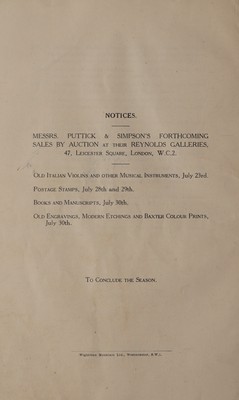 NOTICES.
MESSRS. PUTTICK & SIMPSON'S FORTHCOMING
SALES BY AUCTION AT THEIR REYNOLDS GALLERIES,
47, LEICESTER SQUARE, LONDON, W.C.2.
OLD ITALIAN VIOLINS AND OTHER MUSICAL INSTRUMENTS, July 23rd.
POSTAGE STAMPS, July 28th and 29th.
BOOKS AND MANUSCRIPTS, July 30th.
OLD ENGRAVINGS, MODERN ETCHINGS AND BAXTER COLOUR PRINTS,
July 30th.
TO CONCLUDE THE SEASON.
WESTMINSTER, S.W.1.